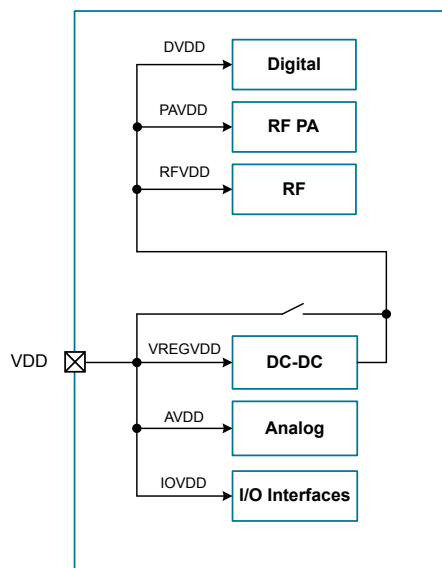 DVDD
Digital
PAVDD
RF PA
RFVDD
RF
VDD
VREGVDD
DC-DC
AVDD
Analog
IOVDD
I/O Interfaces